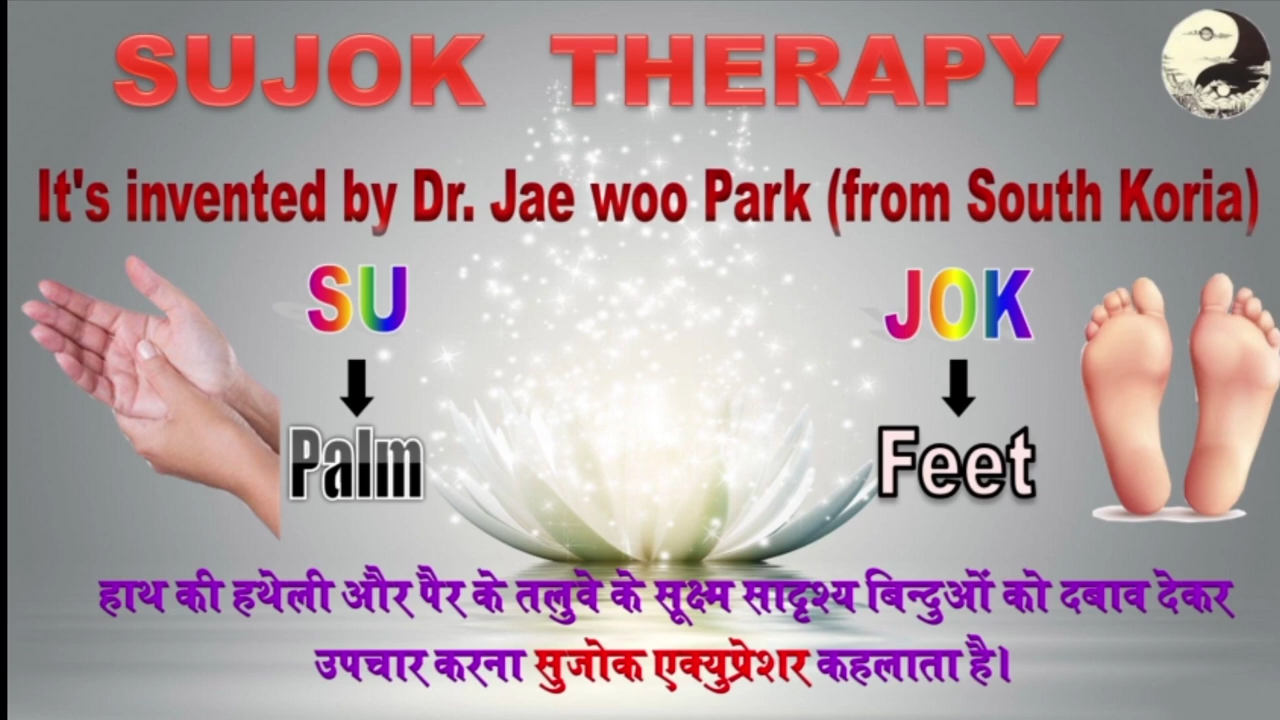 SUJOK THERAPY
It's invented by Dr. Jae woo Park (from South Koria)
SU
JOK
Palm
Feet
हाथ की हथेली और पैर के तलुवे के सूक्ष्म सादृश्य बिन्दुओं को दबाव देकर
उपचार करना सुजोक एक्युप्रेशर कहलाता है।